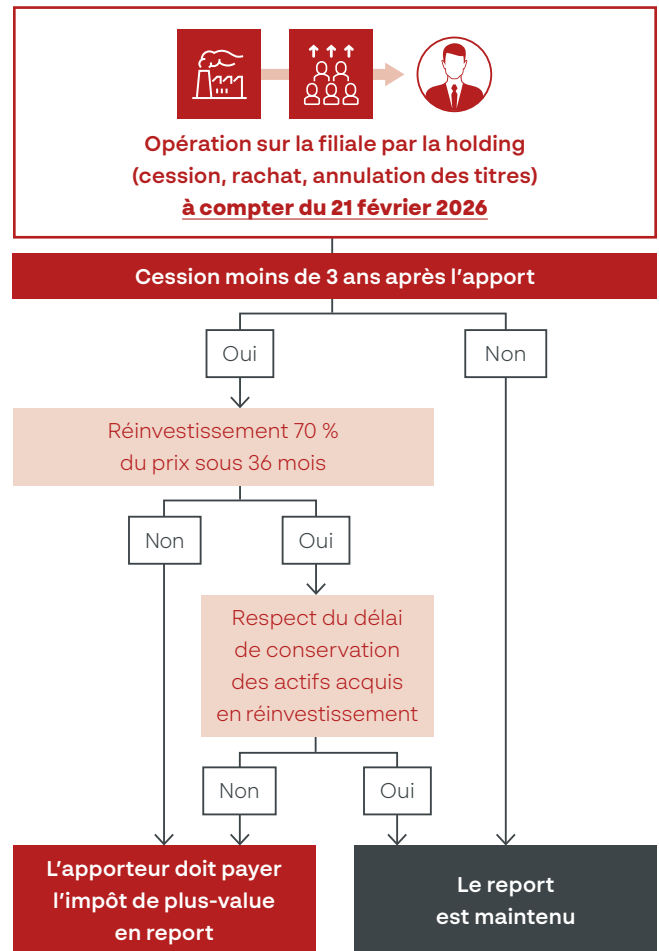 Opération sur la filiale par la holding
(cession, rachat, annulation des titres)
à compter du 21 février 2026
Cession moins de 3 ans après l’apport
Oui
Non
Réinvestissement 70 %
du prix sous 36 mois
Non
Oui
Respect du délai
de conservation
des actifs acquis
en réinvestissement
Non
Oui
L’apporteur doit payer
l’impôt de plus-value
en report
Le report
est maintenu